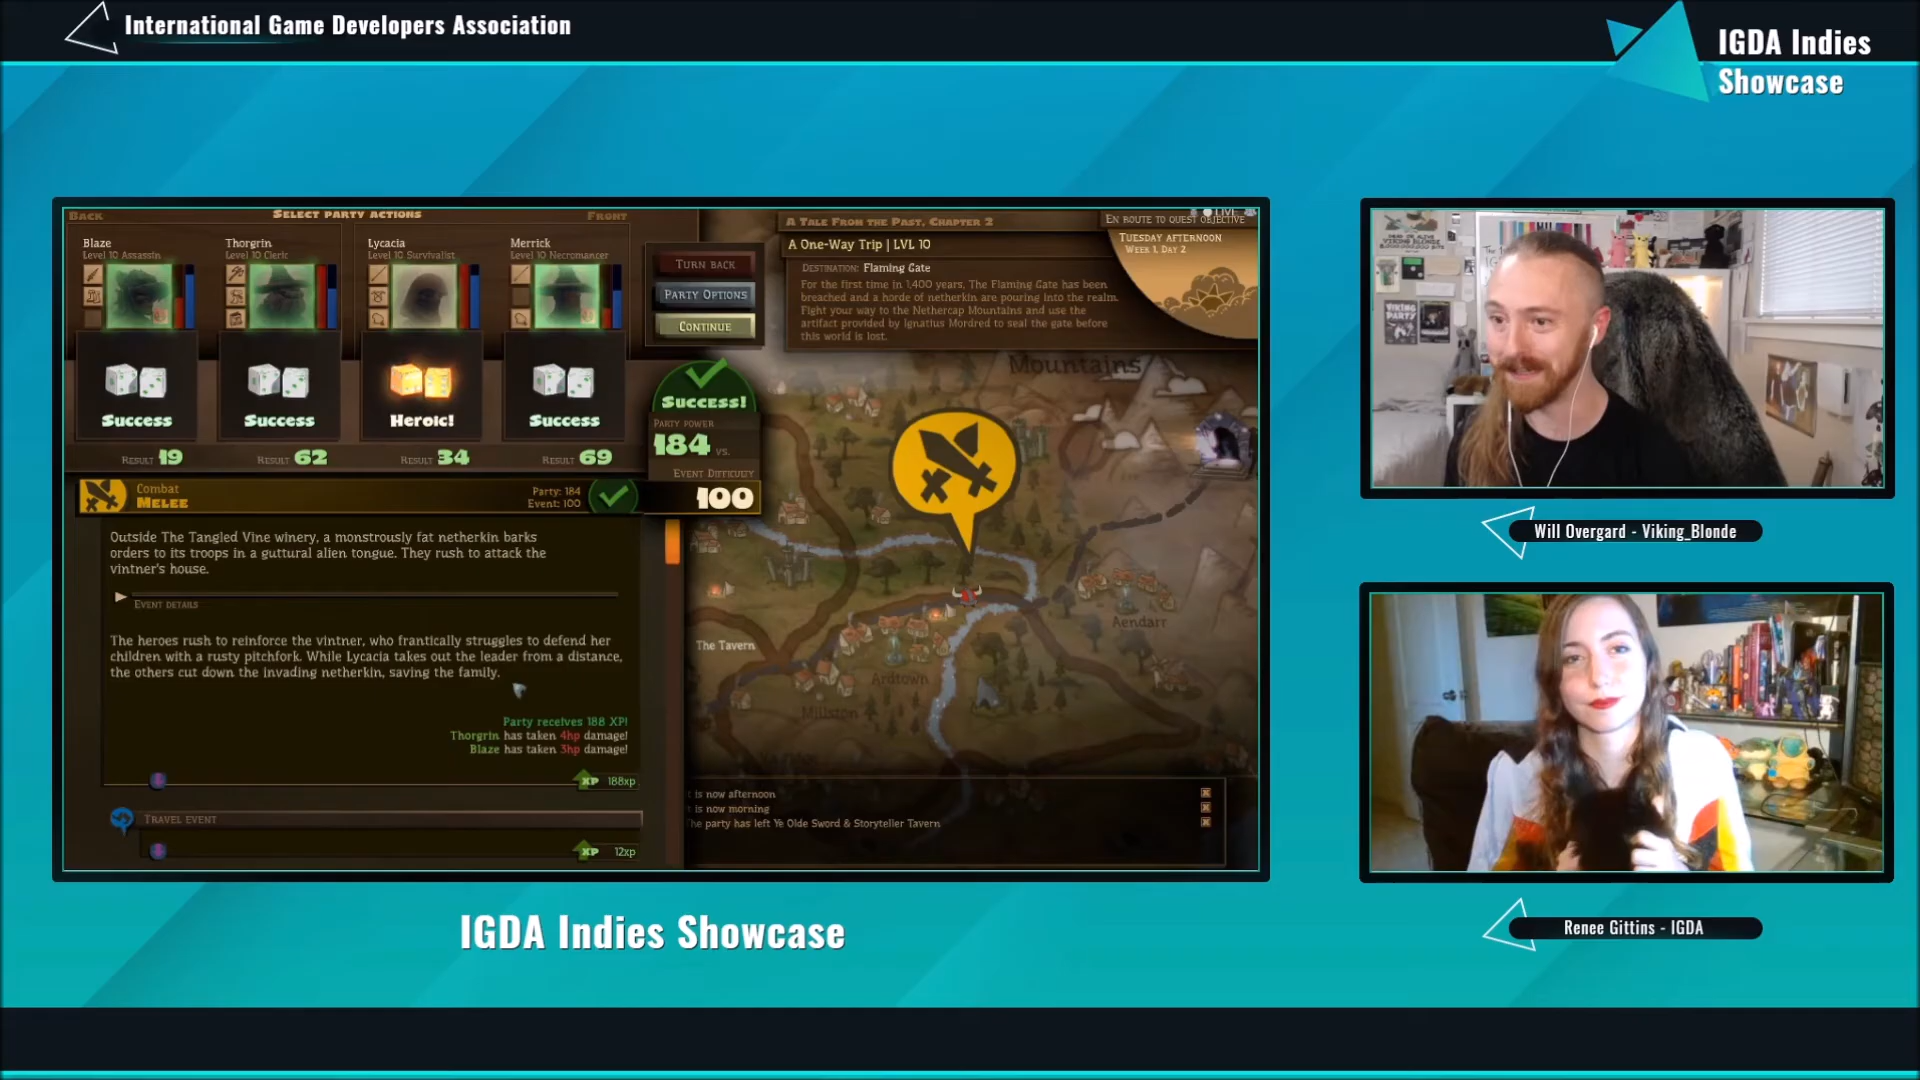 International Game Developers Association
IGDA Indies
Showcase
BACK
SELECT PARTY ACTIONS
FRONT
Blaze
Level 10 Assassin
Thorgrin
Level 10 Cleric
Lycacia
Level 10 Survivalist
Merrick
Level 10 Necromancer
Success
Success
Heroic!
Success
RESULT 19
RESULT 62
RESULT 34
RESULT 69
TURN BACK
PARTY OPTIONS
CONTINUE
SUCCESS!
PARTY POWER
184 VS.
EVENT DIFFICULTY
100
Combat
MELEE
Party: 184
Event: 100
Outside The Tangled Vine winery, a monstrously fat netherkin barks
orders to its troops in a guttural alien tongue. They rush to attack the
vintner's house.
EVENT DETAILS
The heroes rush to reinforce the vintner, who frantically struggles to defend her
children with a rusty pitchfork. While Lycacia takes out the leader from a distance,
the others cut down the invading netherkin, saving the family.
Party receives 188 XP!
Thorgrin has taken 4hp damage!
Blaze has taken 3hp damage!
XP 188xp
TRAVEL EVENT
XP 12xp
A TALE FROM THE PAST, CHAPTER 2
LIVE
EN ROUTE TO QUEST OBJECTIVE
A One-Way Trip | LVL 10
TUESDAY AFTERNOON
WEEK 1, DAY 2
DESTINATION: Flaming Gate
For the first time in 1,400 years, The Flaming Gate has been
breached and a horde of netherkin are pouring into the realm.
Fight your way to the Nethercap Mountains and use the
artifact provided by Ignatius Mordred to seal the gate before
this world is lost.
Mountains
Aendarr
The Tavern
Ardtown
Millston
t is now afternoon
t is now morning
he party has left Ye Olde Sword & Storyteller Tavern
VIKING
PARTY
Will Overgard - Viking_Blonde
Renee Gittins - IGDA
IGDA Indies Showcase